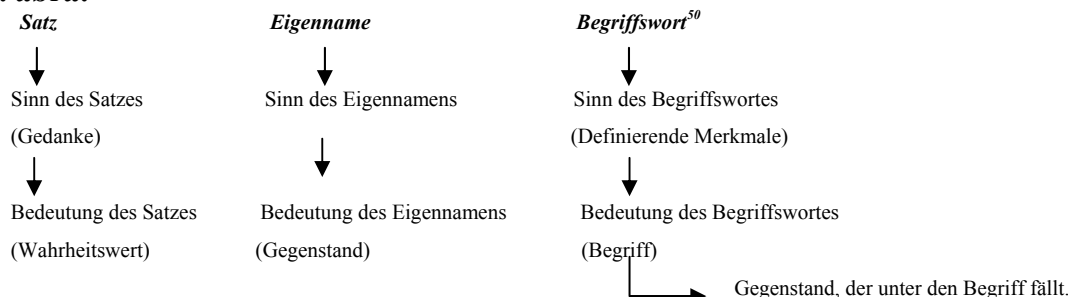 Satz Eigenname Begriffswort50
Sinn des Satzes Sinn des Eigennamens Sinn des Begriffswortes
(Gedanke) (Definierende Merkmale)
Bedeutung des Satzes Bedeutung des Eigennamens Bedeutung des Begriffswortes
(Wahrheitswert) (Gegenstand) (Begriff)
Gegenstand, der unter den Begriff fällt.